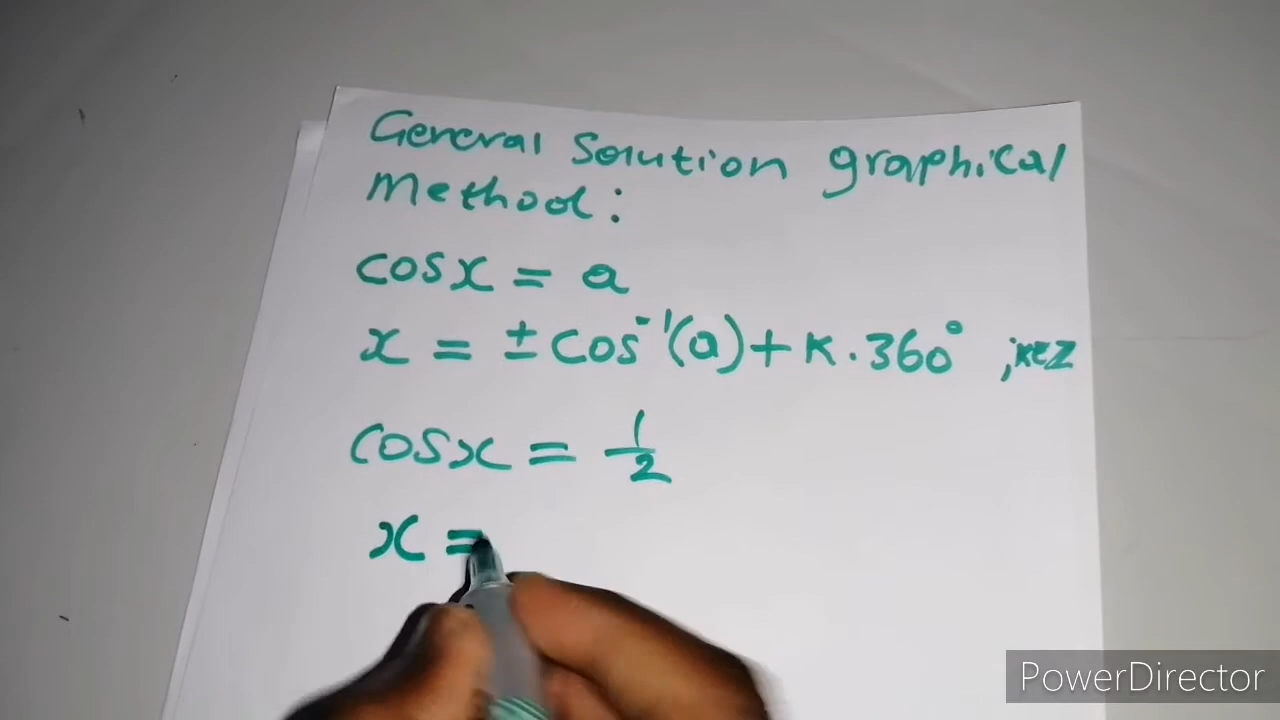 General Solution graphical
Method:
cosx = a
x = ± cos⁻¹(a) + k . 360° ; k∈Z
cosx = 1/2
x =
PowerDirector